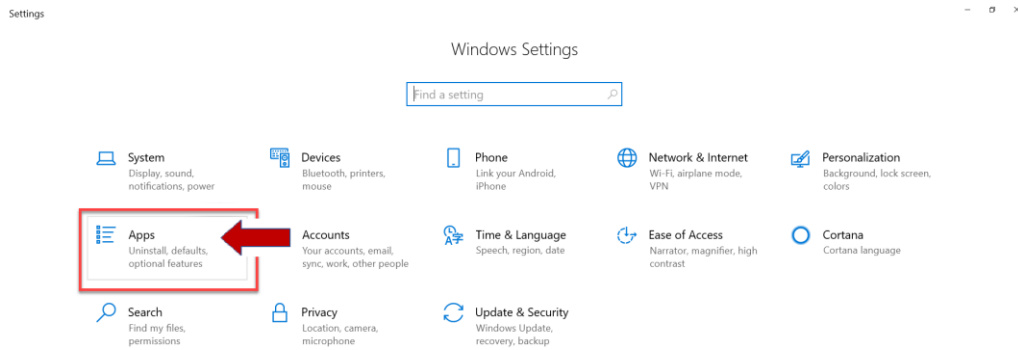 Settings
Windows Settings
Find a setting
System
Display, sound,
notifications, power
Devices
Bluetooth, printers,
mouse
Phone
Link your Android,
iPhone
Network & Internet
Wi-Fi, airplane mode,
VPN
Personalization
Background, lock screen,
colors
Apps
Uninstall, defaults,
optional features
Accounts
Your accounts, email,
sync, work, other people
Time & Language
Speech, region, date
Ease of Access
Narrator, magnifier, high
contrast
Cortana
Cortana language
Search
Find my files,
permissions
Privacy
Location, camera,
microphone
Update & Security
Windows Update,
recovery, backup